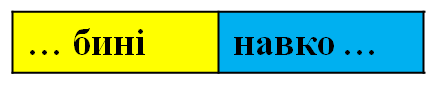 … бині навко …